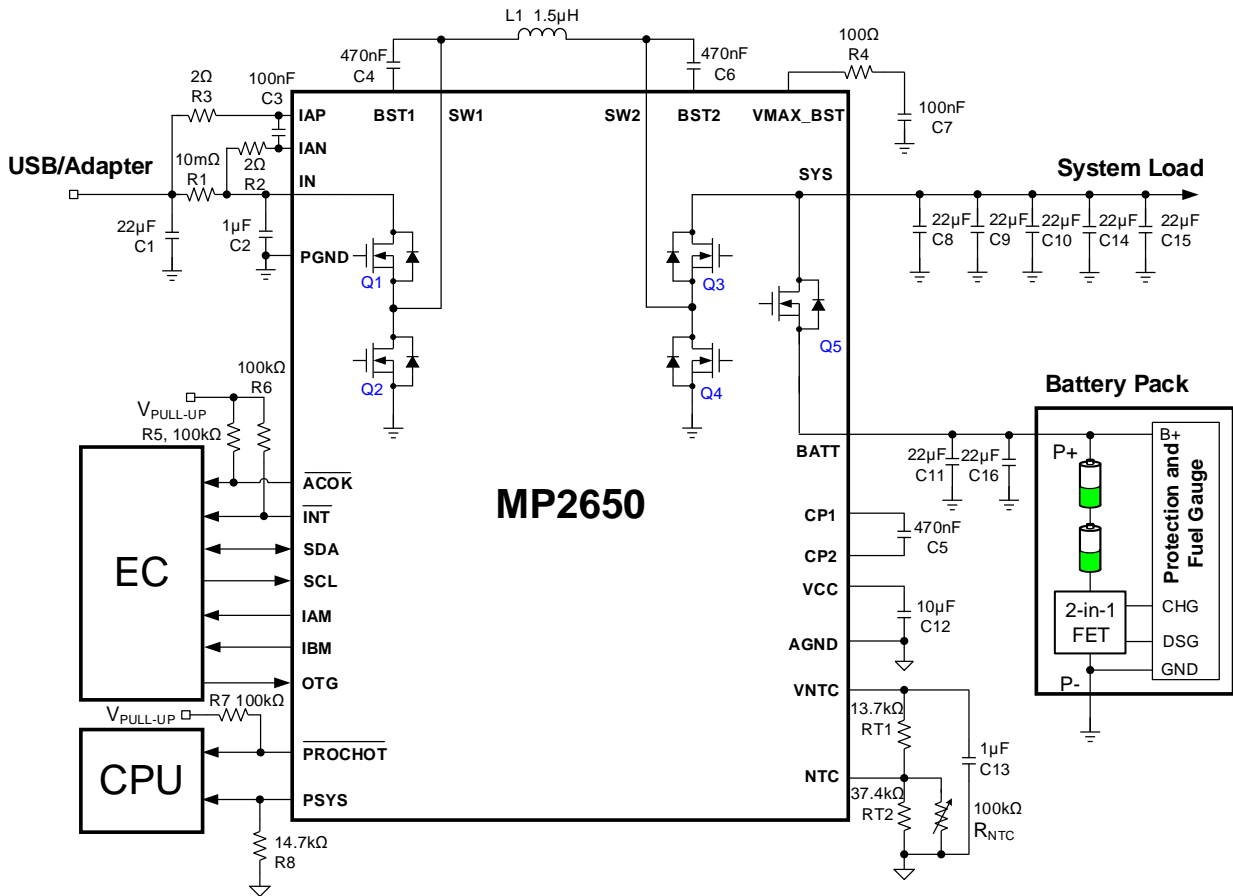 L1 1.5µH
470nF
C4
470nF
C6
100Ω
R4
100nF
C7
2Ω
R3
100nF
C3
IAP
BST1
SW1
SW2
BST2
VMAX_BST
IAN
USB/Adapter
10mΩ
R1
2Ω
R2
IN
SYS
System Load
22µF
C1
1µF
C2
PGND
Q1
Q2
Q3
Q4
Q5
22µF
C8
22µF
C9
22µF
C10
22µF
C14
22µF
C15
100kΩ
R6
VPULL-UP
R5, 100kΩ
Battery Pack
BATT
22µF
C11
22µF
C16
P+
B+
Protection and
Fuel Gauge
2-in-1
FET
CHG
DSG
GND
P-
MP2650
EC
ACOK
INT
SDA
SCL
IAM
IBM
OTG
CP1
470nF
C5
CP2
VCC
10µF
C12
AGND
R7 100kΩ
VPULL-UP
CPU
PROCHOT
PSYS
14.7kΩ
R8
VNTC
13.7kΩ
RT1
1µF
C13
NTC
37.4kΩ
RT2
100kΩ
RNTC